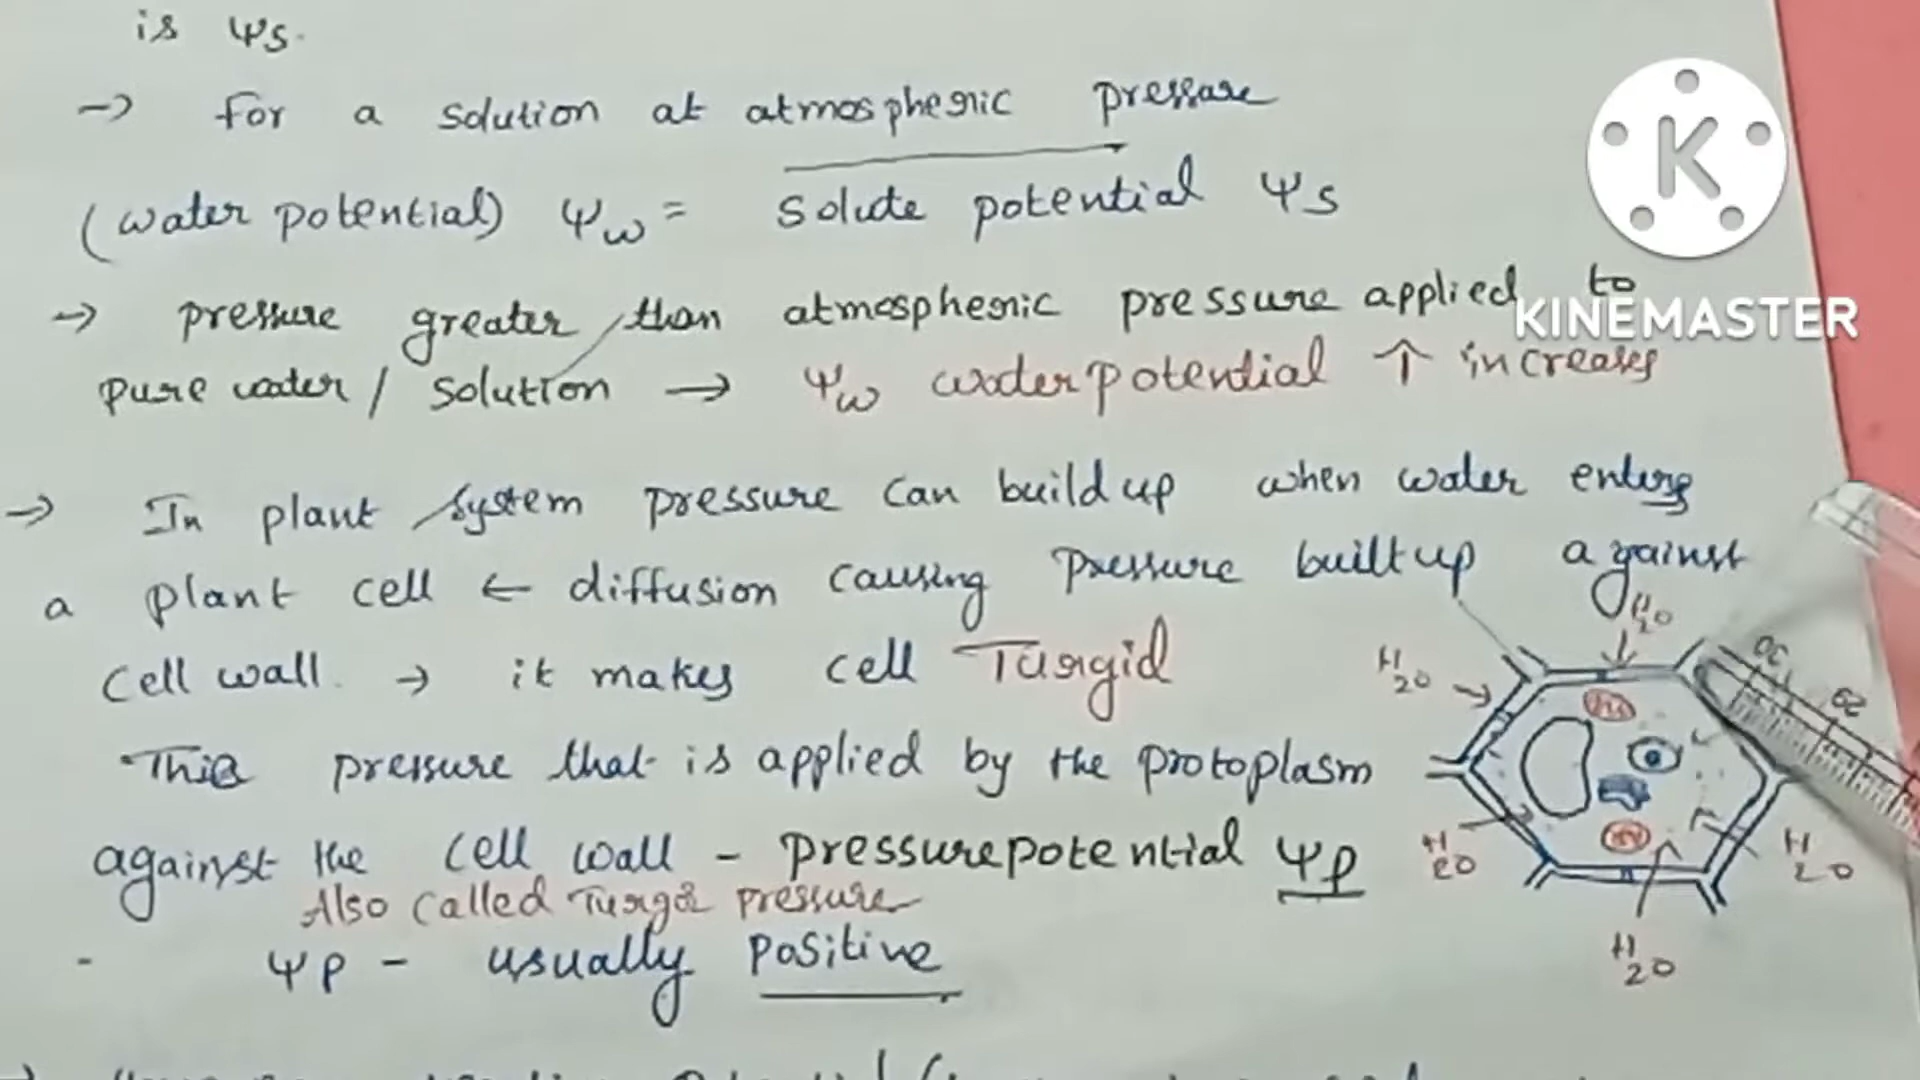 is Ψs.
→ For a solution at atmospheric pressure
(water potential) Ψw = solute potential Ψs
→ pressure greater than atmospheric pressure applied to
pure water / solution → Ψw water potential ↑ increases
→ In plant system pressure can build up when water enters
a plant cell ← diffusion causing pressure built up against
cell wall. → it makes cell Turgid
This pressure that is applied by the protoplasm
against the cell wall - pressure potential Ψp
Also called Turgor pressure
- Ψp - usually positive
H2O
H2O
H2O
H2O
H2O
30
29
K
KINEMASTER